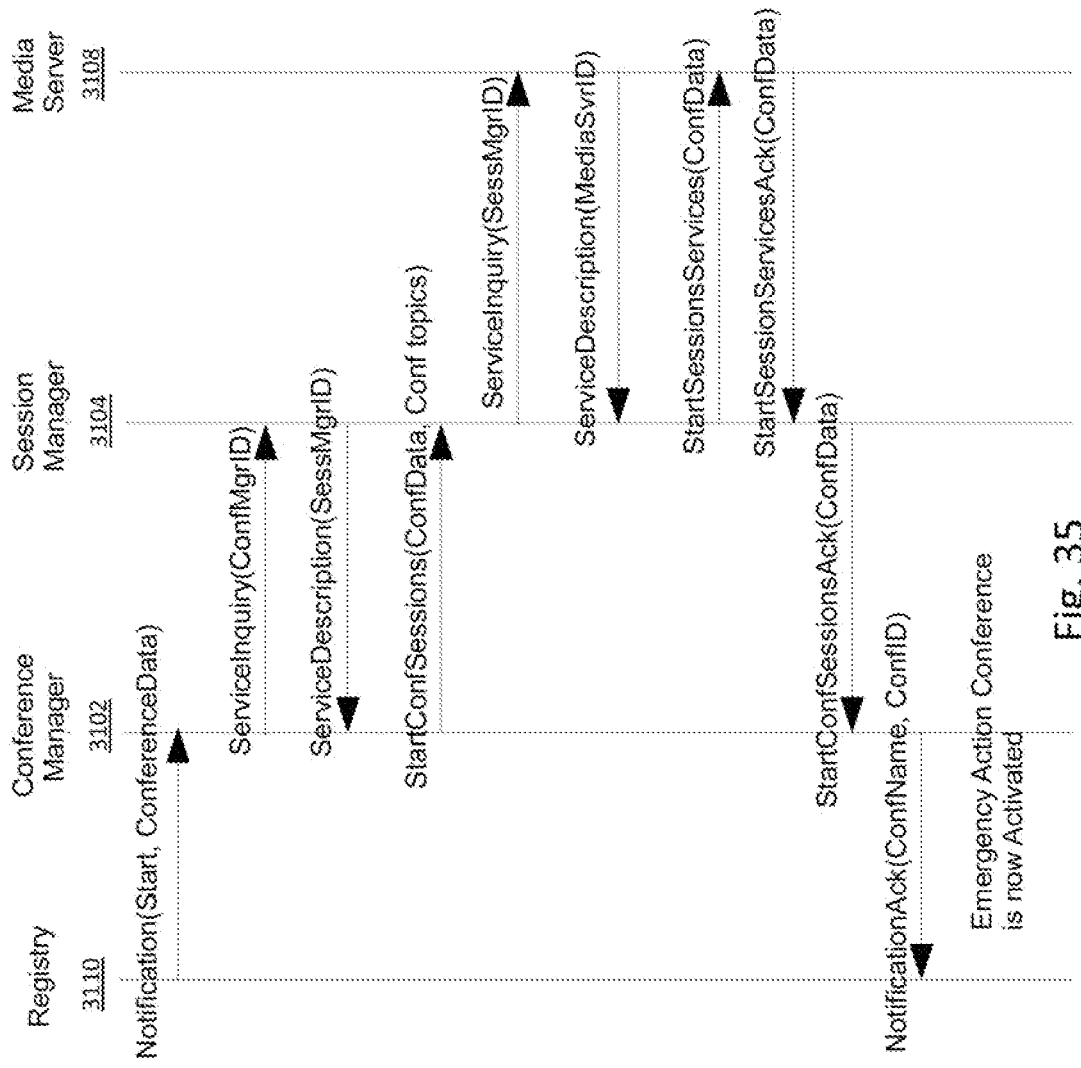 Registry
3110
Conference
Manager
3102
Session
Manager
3104
Media
Server
3108
Notification(Start, ConferenceData)
ServiceInquiry(ConfMgrID)
ServiceDescription(SessMgrID)
StartConfSessions(ConfData, Conf topics)
ServiceInquiry(SessMgrID)
ServiceDescription(MediaSvrID)
StartSessionsServices(ConfData)
StartSessionServicesAck(ConfData)
StartConfSessionsAck(ConfData)
NotificationAck(ConfName, ConfID)
Emergency Action Conference
is now Activated
Fig. 35